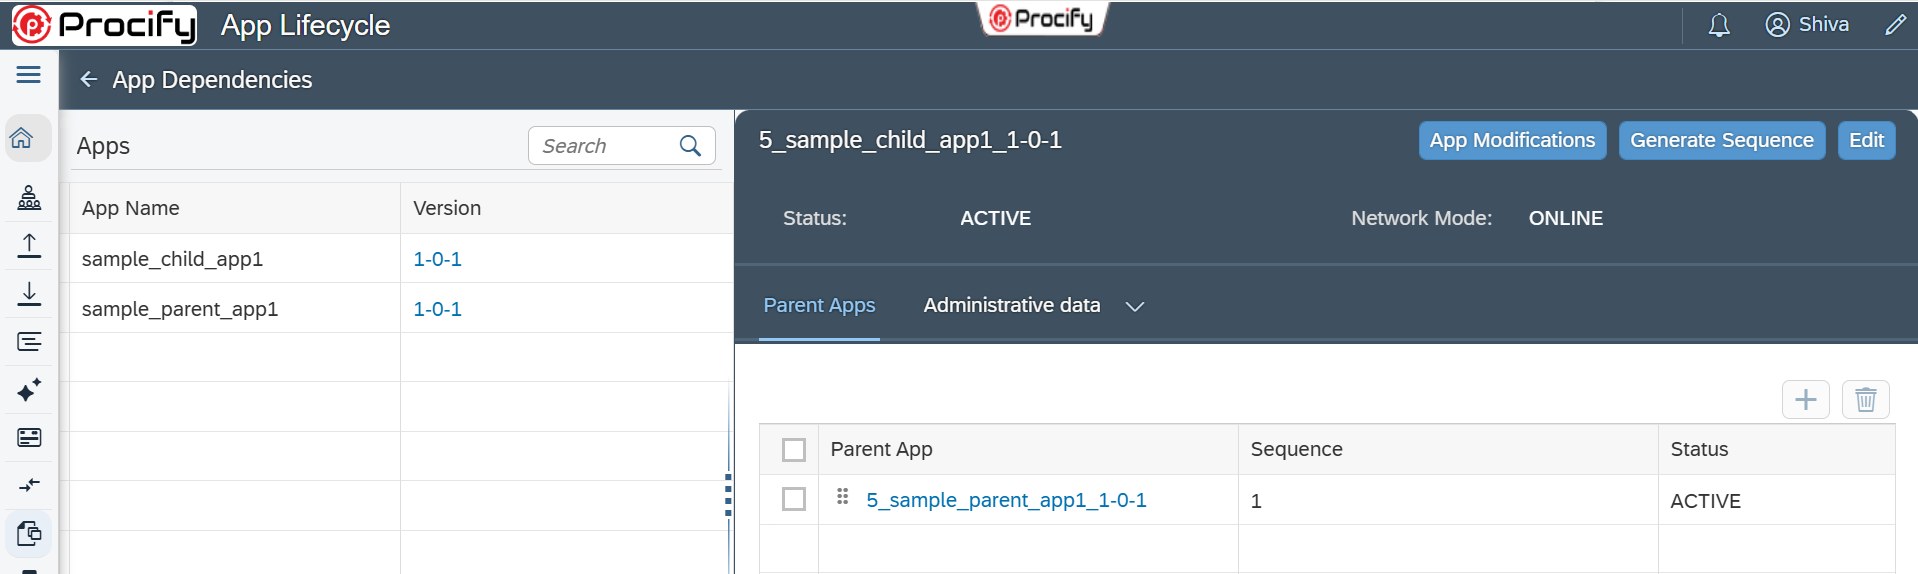 Procify App Lifecycle Procify Shiva
App Dependencies
Apps Search
App Name Version
sample_child_app1 1-0-1
sample_parent_app1 1-0-1
5_sample_child_app1_1-0-1 App Modifications Generate Sequence Edit
Status: ACTIVE Network Mode: ONLINE
Parent Apps Administrative data
Parent App Sequence Status
5_sample_parent_app1_1-0-1 1 ACTIVE